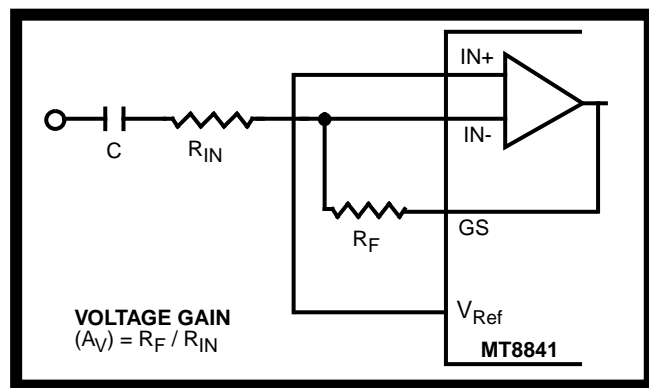 IN+
C
R_IN
IN-
R_F
GS
V_Ref
VOLTAGE GAIN
(A_V) = R_F / R_IN
MT8841